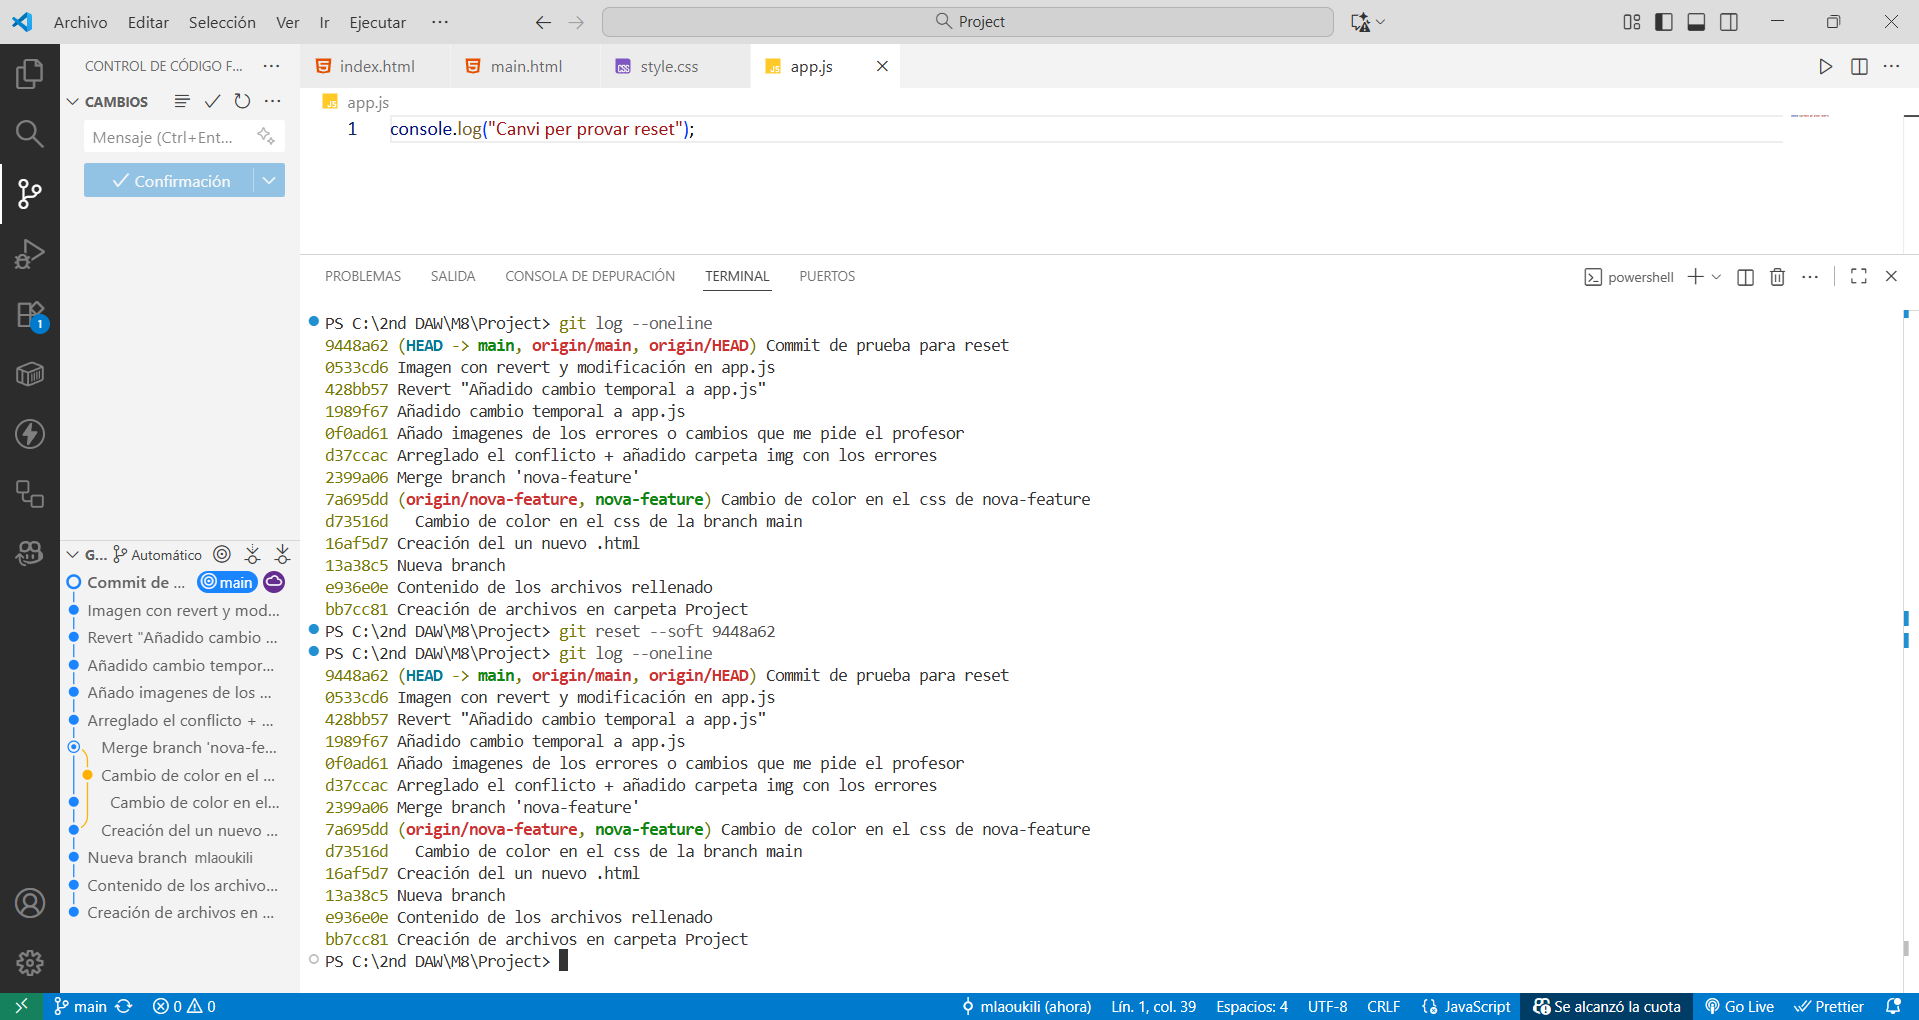 Archivo Editar Selección Ver Ir Ejecutar ···
Project
CONTROL DE CÓDIGO F... ···
CAMBIOS ···
Mensaje (Ctrl+Ent...
Confirmación
1
index.html
main.html
style.css
app.js
app.js
1 console.log("Canvi per provar reset");
PROBLEMAS SALIDA CONSOLA DE DEPURACIÓN TERMINAL PUERTOS
powershell
PS C:\2nd DAW\M8\Project> git log --oneline
9448a62 (HEAD -> main, origin/main, origin/HEAD) Commit de prueba para reset
0533cd6 Imagen con revert y modificación en app.js
428bb57 Revert "Añadido cambio temporal a app.js"
1989f67 Añadido cambio temporal a app.js
0f0ad61 Añado imagenes de los errores o cambios que me pide el profesor
d37ccac Arreglado el conflicto + añadido carpeta img con los errores
2399a06 Merge branch 'nova-feature'
7a695dd (origin/nova-feature, nova-feature) Cambio de color en el css de nova-feature
d73516d   Cambio de color en el css de la branch main
16af5d7 Creación del un nuevo .html
13a38c5 Nueva branch
e936e0e Contenido de los archivos rellenado
bb7cc81 Creación de archivos en carpeta Project
PS C:\2nd DAW\M8\Project> git reset --soft 9448a62
PS C:\2nd DAW\M8\Project> git log --oneline
9448a62 (HEAD -> main, origin/main, origin/HEAD) Commit de prueba para reset
0533cd6 Imagen con revert y modificación en app.js
428bb57 Revert "Añadido cambio temporal a app.js"
1989f67 Añadido cambio temporal a app.js
0f0ad61 Añado imagenes de los errores o cambios que me pide el profesor
d37ccac Arreglado el conflicto + añadido carpeta img con los errores
2399a06 Merge branch 'nova-feature'
7a695dd (origin/nova-feature, nova-feature) Cambio de color en el css de nova-feature
d73516d   Cambio de color en el css de la branch main
16af5d7 Creación del un nuevo .html
13a38c5 Nueva branch
e936e0e Contenido de los archivos rellenado
bb7cc81 Creación de archivos en carpeta Project
PS C:\2nd DAW\M8\Project>
G... Automático
Commit de ... main
Imagen con revert y mod...
Revert "Añadido cambio ...
Añadido cambio tempor...
Añado imagenes de los ...
Arreglado el conflicto + ...
Merge branch 'nova-fe...
Cambio de color en el ...
Cambio de color en el...
Creación del un nuevo ...
Nueva branch mlaoukili
Contenido de los archivo...
Creación de archivos en ...
main 0 0 mlaoukili (ahora) Lín. 1, col. 39 Espacios: 4 UTF-8 CRLF {} JavaScript Se alcanzó la cuota Go Live Prettier